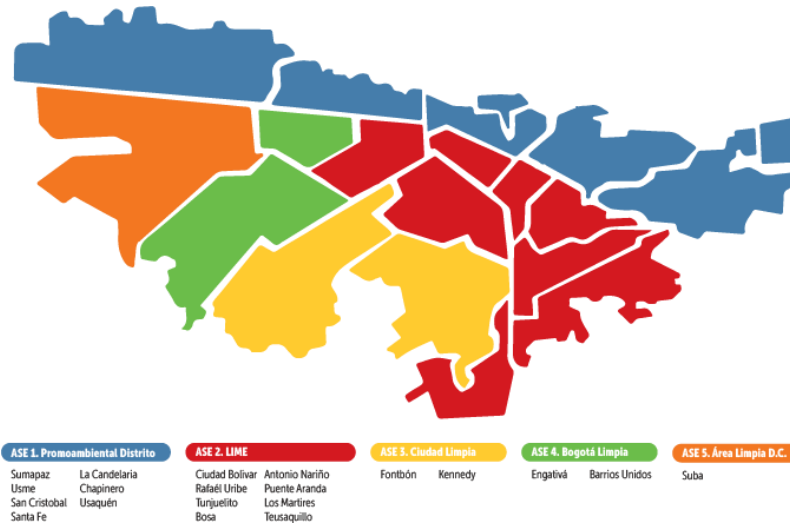 ASE 1. Promoambiental Distrito
Sumapaz La Candelaria
Usme Chapinero
San Cristobal Usaquén
Santa Fe
ASE 2. LIME
Ciudad Bolívar Antonio Nariño
Rafaél Uribe Puente Aranda
Tunjuelito Los Martires
Bosa Teusaquillo
ASE 3. Ciudad Limpia
Fontbón Kennedy
ASE 4. Bogotá Limpia
Engativá Barrios Unidos
ASE 5. Área Limpia D.C.
Suba